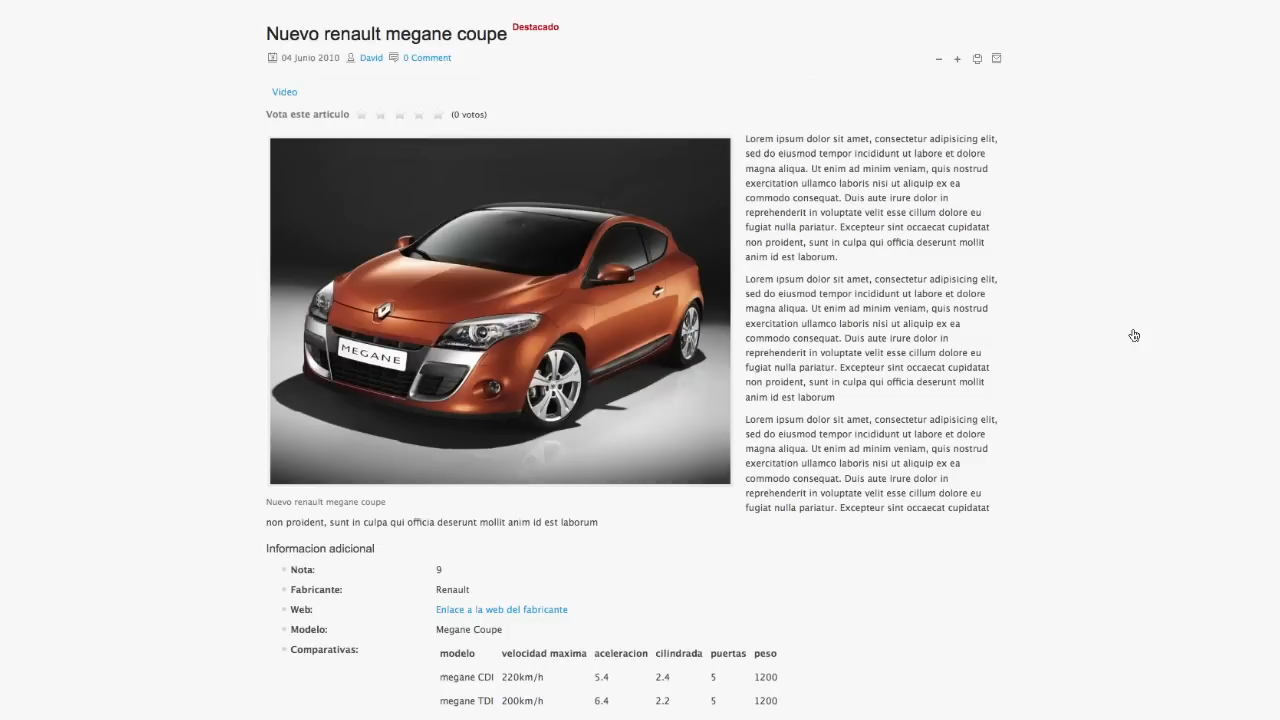 Nuevo renault megane coupe Destacado
04 Junio 2010 David 0 Comment
Video
Vota este articulo (0 votos)
MEGANE
Lorem ipsum dolor sit amet, consectetur adipisicing elit,
sed do eiusmod tempor incididunt ut labore et dolore
magna aliqua. Ut enim ad minim veniam, quis nostrud
exercitation ullamco laboris nisi ut aliquip ex ea
commodo consequat. Duis aute irure dolor in
reprehenderit in voluptate velit esse cillum dolore eu
fugiat nulla pariatur. Excepteur sint occaecat cupidatat
non proident, sunt in culpa qui officia deserunt mollit
anim id est laborum.
Lorem ipsum dolor sit amet, consectetur adipisicing elit,
sed do eiusmod tempor incididunt ut labore et dolore
magna aliqua. Ut enim ad minim veniam, quis nostrud
exercitation ullamco laboris nisi ut aliquip ex ea
commodo consequat. Duis aute irure dolor in
reprehenderit in voluptate velit esse cillum dolore eu
fugiat nulla pariatur. Excepteur sint occaecat cupidatat
non proident, sunt in culpa qui officia deserunt mollit
anim id est laborum
Lorem ipsum dolor sit amet, consectetur adipisicing elit,
sed do eiusmod tempor incididunt ut labore et dolore
magna aliqua. Ut enim ad minim veniam, quis nostrud
exercitation ullamco laboris nisi ut aliquip ex ea
commodo consequat. Duis aute irure dolor in
reprehenderit in voluptate velit esse cillum dolore eu
fugiat nulla pariatur. Excepteur sint occaecat cupidatat
Nuevo renault megane coupe
non proident, sunt in culpa qui officia deserunt mollit anim id est laborum
Informacion adicional
Nota: 9
Fabricante: Renault
Web: Enlace a la web del fabricante
Modelo: Megane Coupe
Comparativas:
modelo velocidad maxima aceleracion cilindrada puertas peso
megane CDI 220km/h 5.4 2.4 5 1200
megane TDI 200km/h 6.4 2.2 5 1200